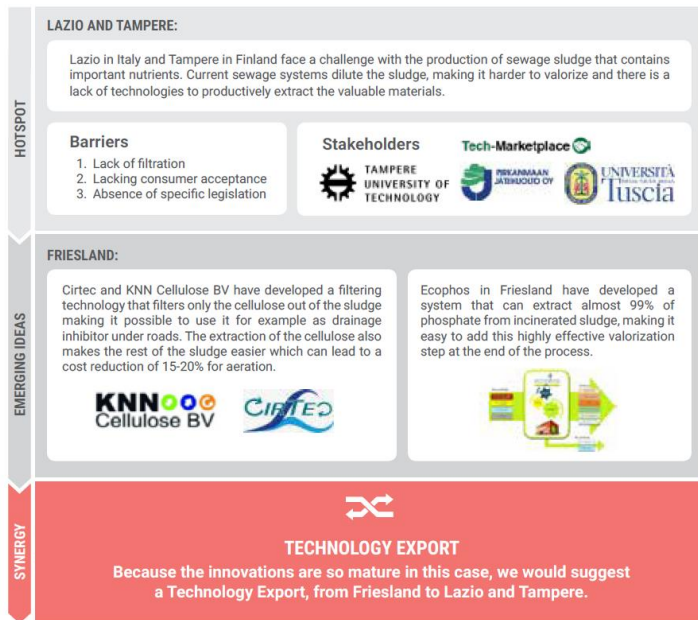 LAZIO AND TAMPERE:
Lazio in Italy and Tampere in Finland face a challenge with the production of sewage sludge that contains
important nutrients. Current sewage systems dilute the sludge, making it harder to valorize and there is a
lack of technologies to productively extract the valuable materials.
HOTSPOT
Barriers
1. Lack of filtration
2. Lacking consumer acceptance
3. Absence of specific legislation
Stakeholders
Tech-Marketplace
TAMPERE
UNIVERSITY OF
TECHNOLOGY
PIRKANMAAN
JÄTEHUOLTO OY
UNIVERSITÀ
Tuscia
FRIESLAND:
EMERGING IDEAS
Cirtec and KNN Cellulose BV have developed a filtering
technology that filters only the cellulose out of the sludge
making it possible to use it for example as drainage
inhibitor under roads. The extraction of the cellulose also
makes the rest of the sludge easier which can lead to a
cost reduction of 15-20% for aeration.
KNN
Cellulose BV
CIRTEC
Ecophos in Friesland have developed a
system that can extract almost 99% of
phosphate from incinerated sludge, making it
easy to add this highly effective valorization
step at the end of the process.
SYNERGY
TECHNOLOGY EXPORT
Because the innovations are so mature in this case, we would suggest
a Technology Export, from Friesland to Lazio and Tampere.